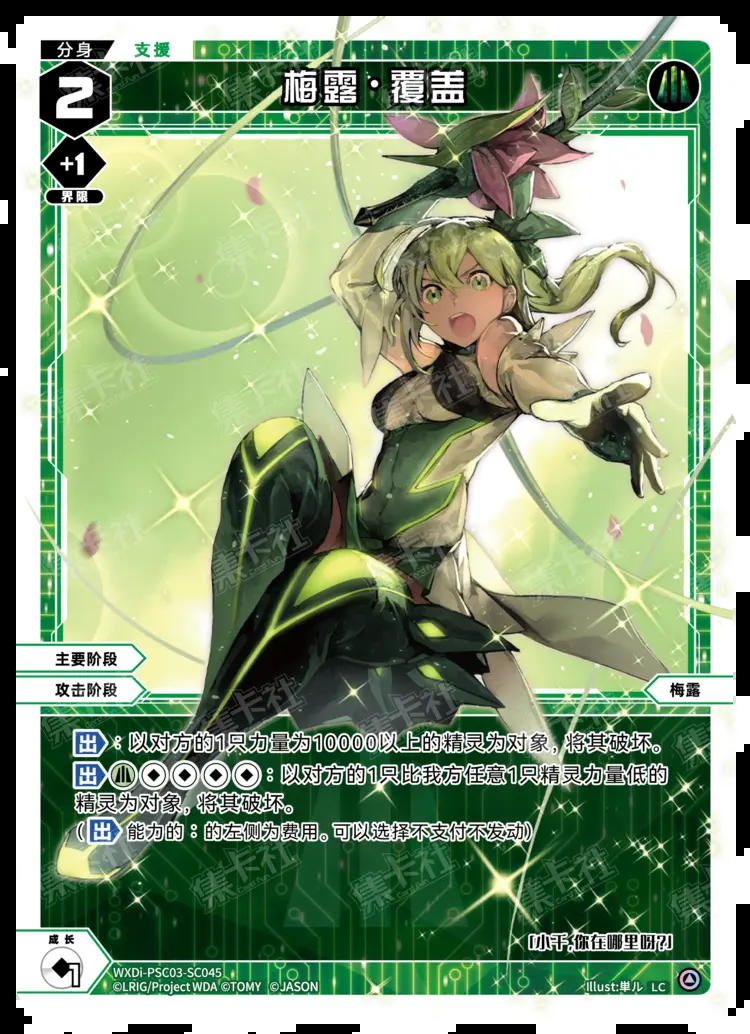 分身 支援
2
梅露·覆盖
+1
界限
主要阶段
攻击阶段
梅露
出：以对方的1只力量为10000以上的精灵为对象，将其破坏。
出：以对方的1只比我方任意1只精灵力量低的
精灵为对象，将其破坏。
（出能力的：的左侧为费用。可以选择不支付不发动）
「小千，你在哪里呀？」
成长
1
WXDi-PSC03-SC045
©LRIG/Project WDA ©TOMY ©JASON
Illust:単ル LC
集卡社